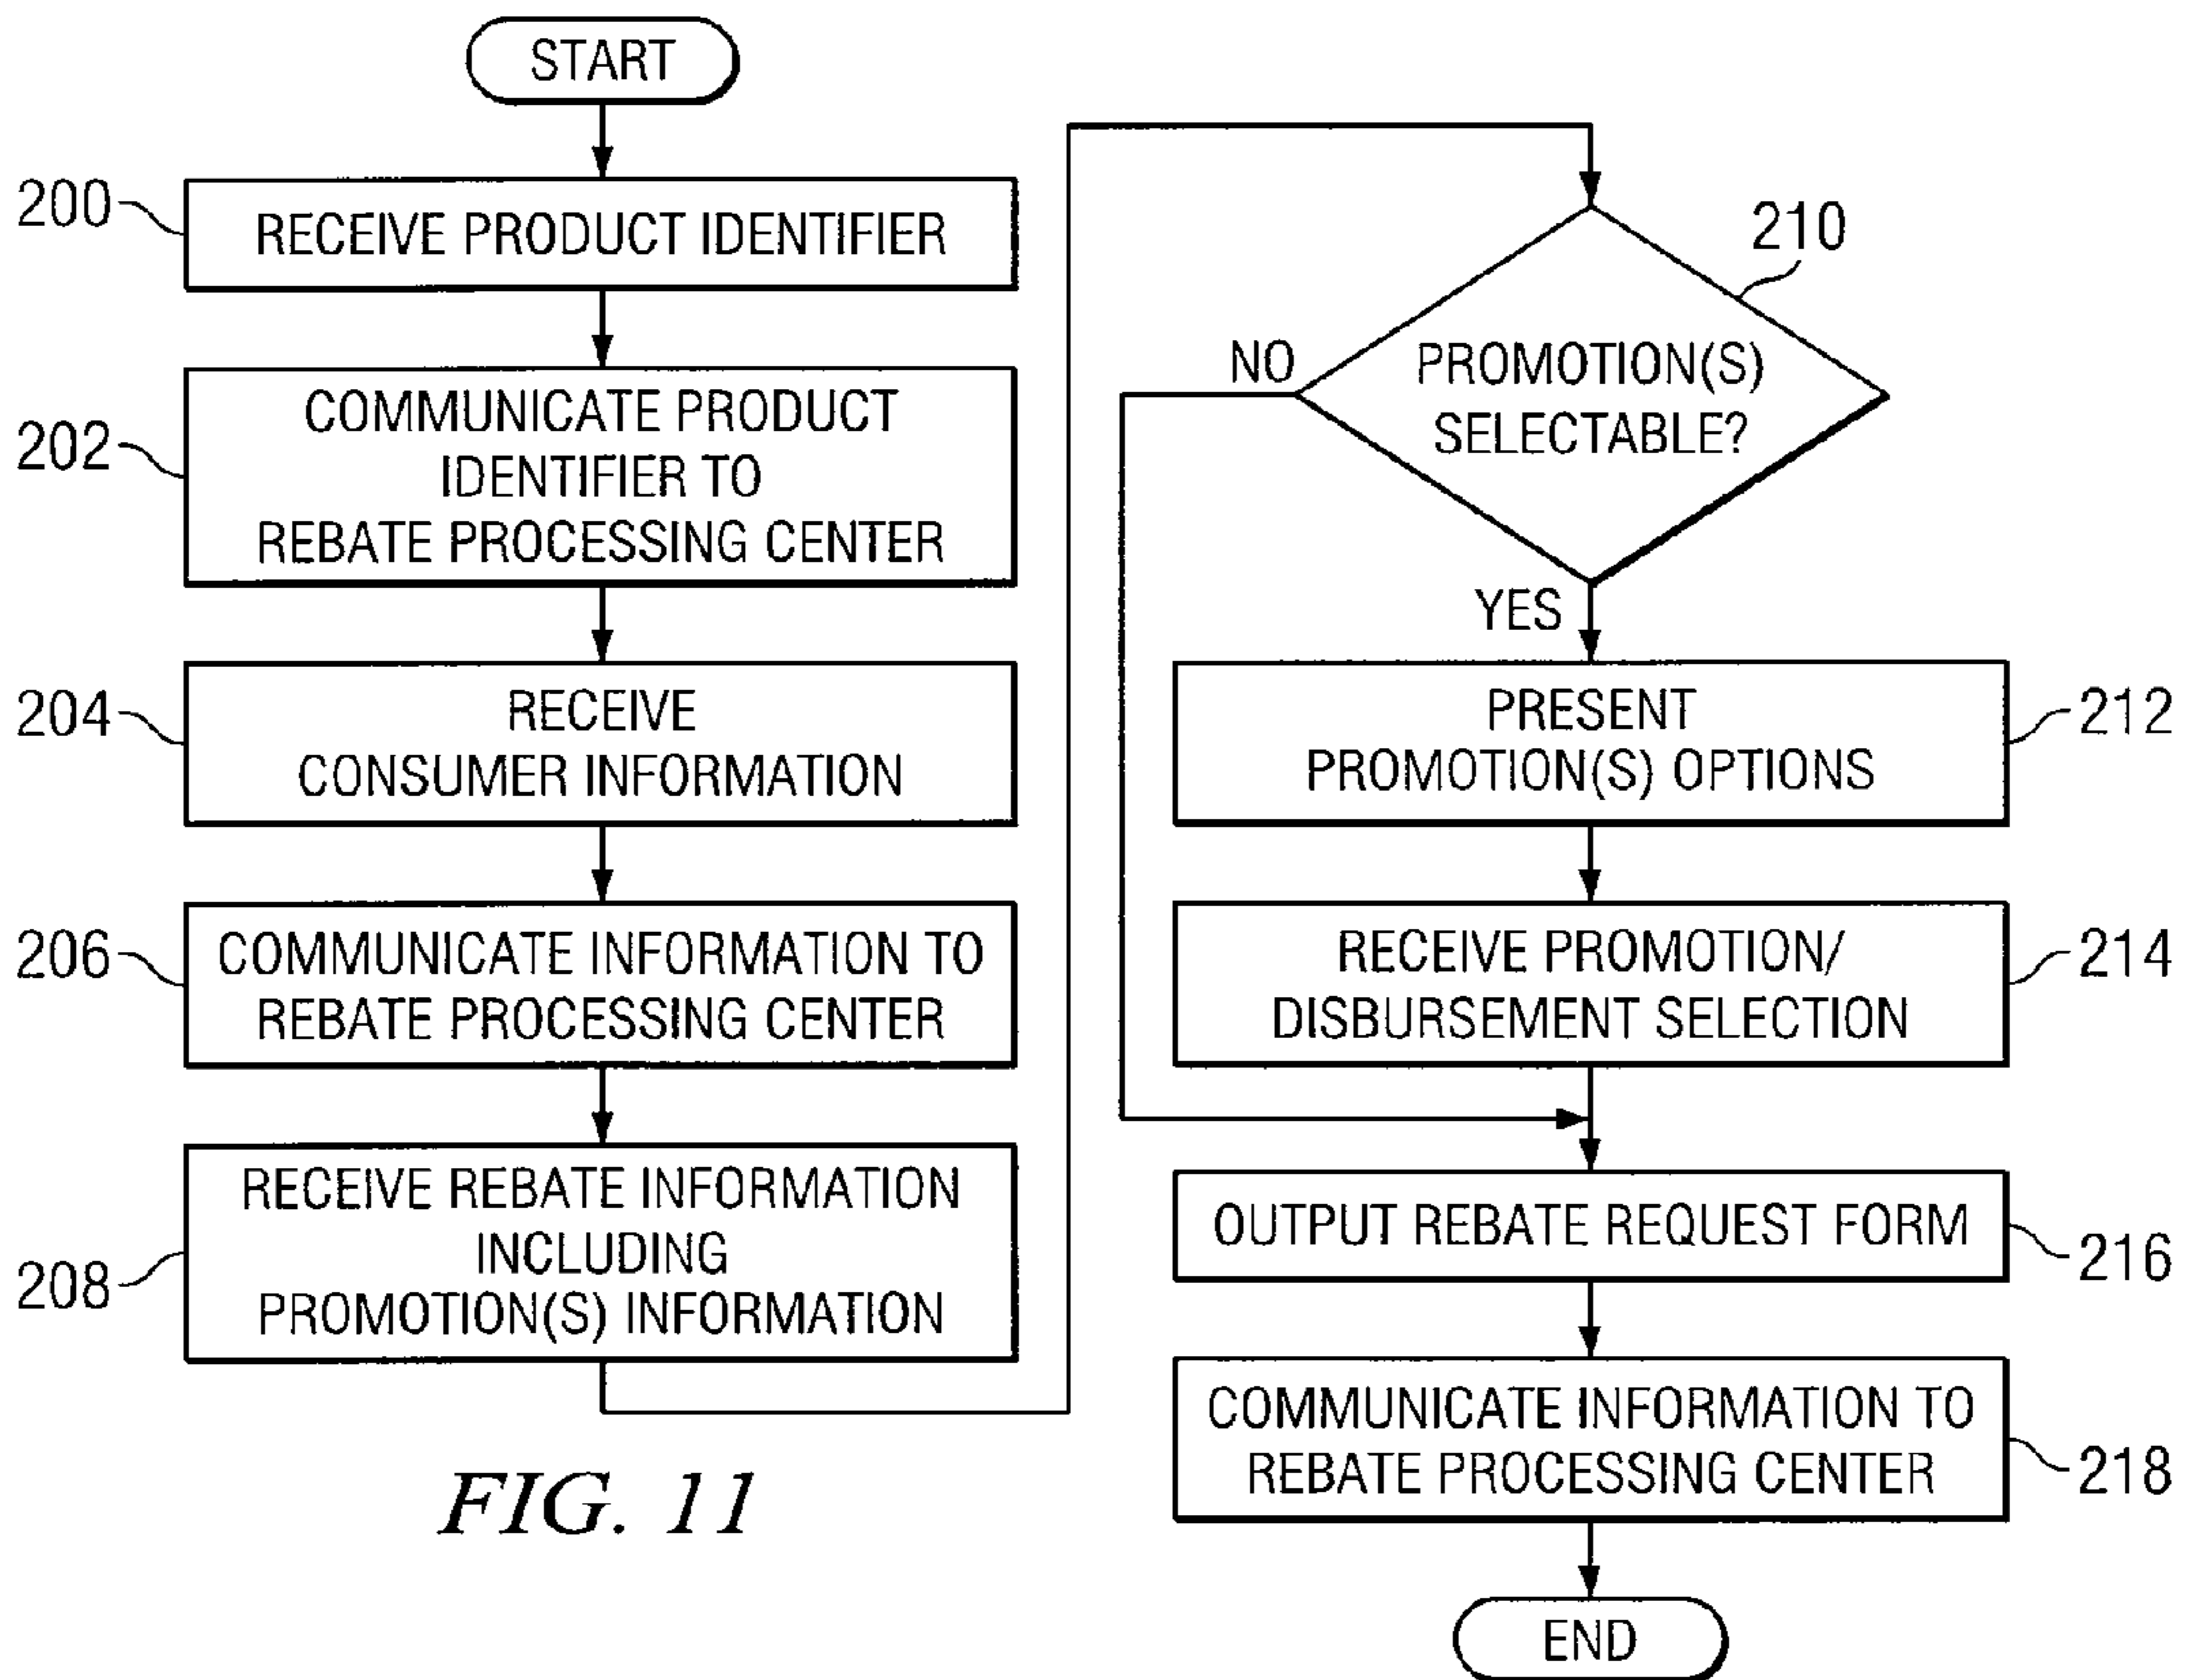 START
200
RECEIVE PRODUCT IDENTIFIER
202
COMMUNICATE PRODUCT
IDENTIFIER TO
REBATE PROCESSING CENTER
204
RECEIVE
CONSUMER INFORMATION
206
COMMUNICATE INFORMATION TO
REBATE PROCESSING CENTER
208
RECEIVE REBATE INFORMATION
INCLUDING
PROMOTION(S) INFORMATION
FIG. 11
210
PROMOTION(S)
SELECTABLE?
NO
YES
PRESENT
PROMOTION(S) OPTIONS
212
RECEIVE PROMOTION/
DISBURSEMENT SELECTION
214
OUTPUT REBATE REQUEST FORM
216
COMMUNICATE INFORMATION TO
REBATE PROCESSING CENTER
218
END